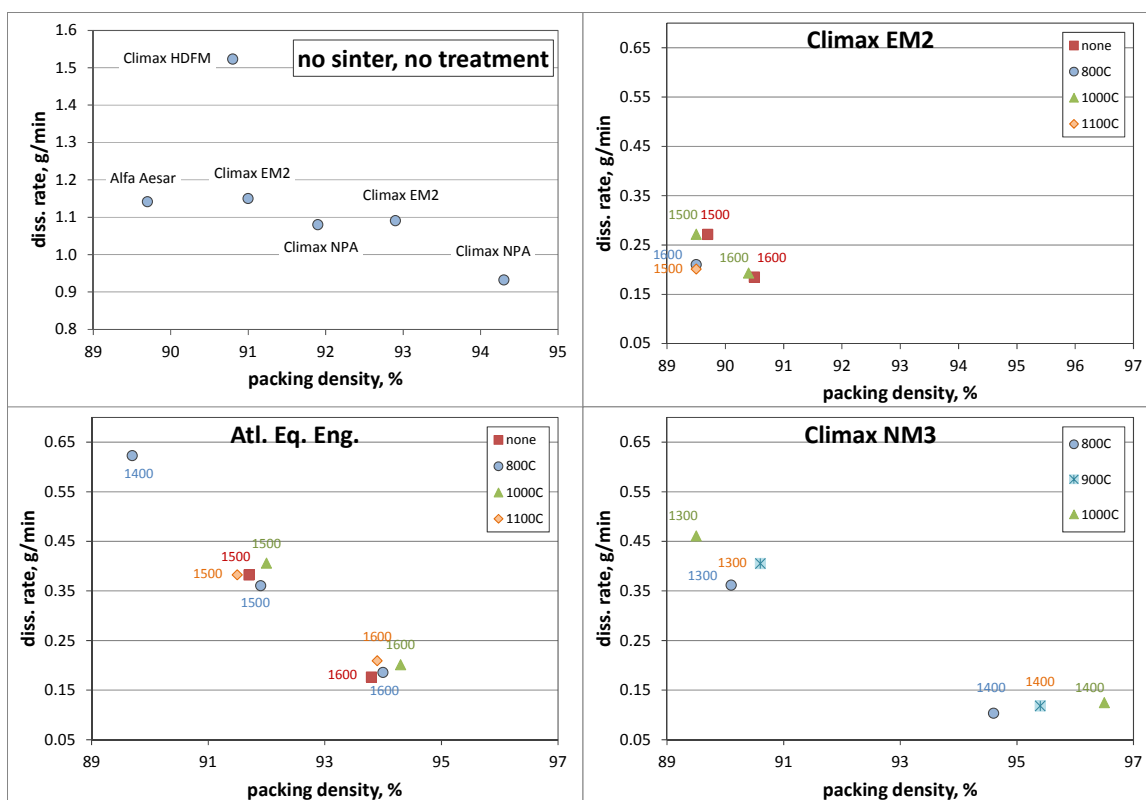 no sinter, no treatment
diss. rate, g/min
1.6
1.5
1.4
1.3
1.2
1.1
1.0
0.9
0.8
Climax HDFM
Alfa Aesar
Climax EM2
Climax EM2
Climax NPA
Climax NPA
89 90 91 92 93 94 95
packing density, %
Climax EM2
none
800C
1000C
1100C
diss. rate, g/min
0.65
0.55
0.45
0.35
0.25
0.15
0.05
1500 1500
1600 1600 1600
1500
89 90 91 92 93 94 95 96 97
packing density, %
Atl. Eq. Eng.
none
800C
1000C
1100C
diss. rate, g/min
0.65
0.55
0.45
0.35
0.25
0.15
0.05
1400
1500 1500
1500
1500
1600 1600
1600
1600
89 91 93 95 97
packing density, %
Climax NM3
800C
900C
1000C
diss. rate, g/min
0.65
0.55
0.45
0.35
0.25
0.15
0.05
1300
1300
1300
1400 1400 1400
89 91 93 95 97
packing density, %